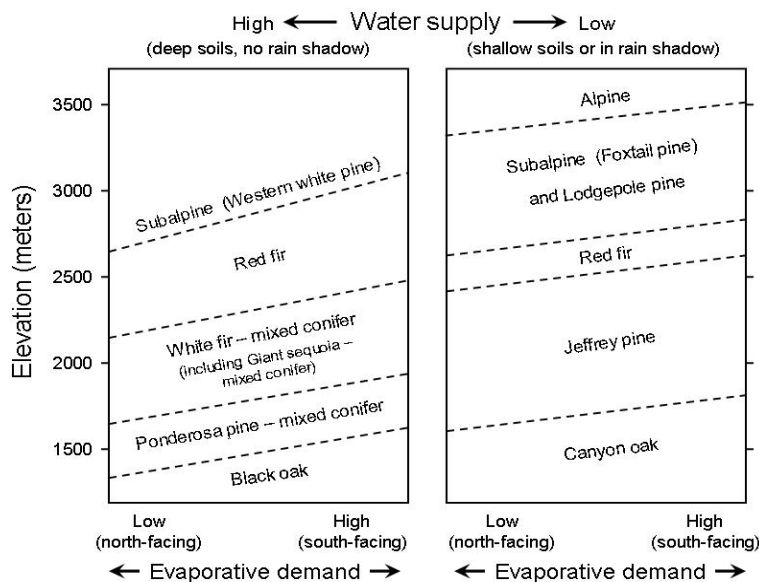 High ← Water supply → Low
(deep soils, no rain shadow) (shallow soils or in rain shadow)
Elevation (meters)
3500
3000
2500
2000
1500
Subalpine (Western white pine)
Red fir
White fir – mixed conifer
(including Giant sequoia –
mixed conifer)
Ponderosa pine – mixed conifer
Black oak
Alpine
Subalpine (Foxtail pine)
and Lodgepole pine
Red fir
Jeffrey pine
Canyon oak
Low High
(north-facing) (south-facing)
← Evaporative demand →
Low High
(north-facing) (south-facing)
← Evaporative demand →